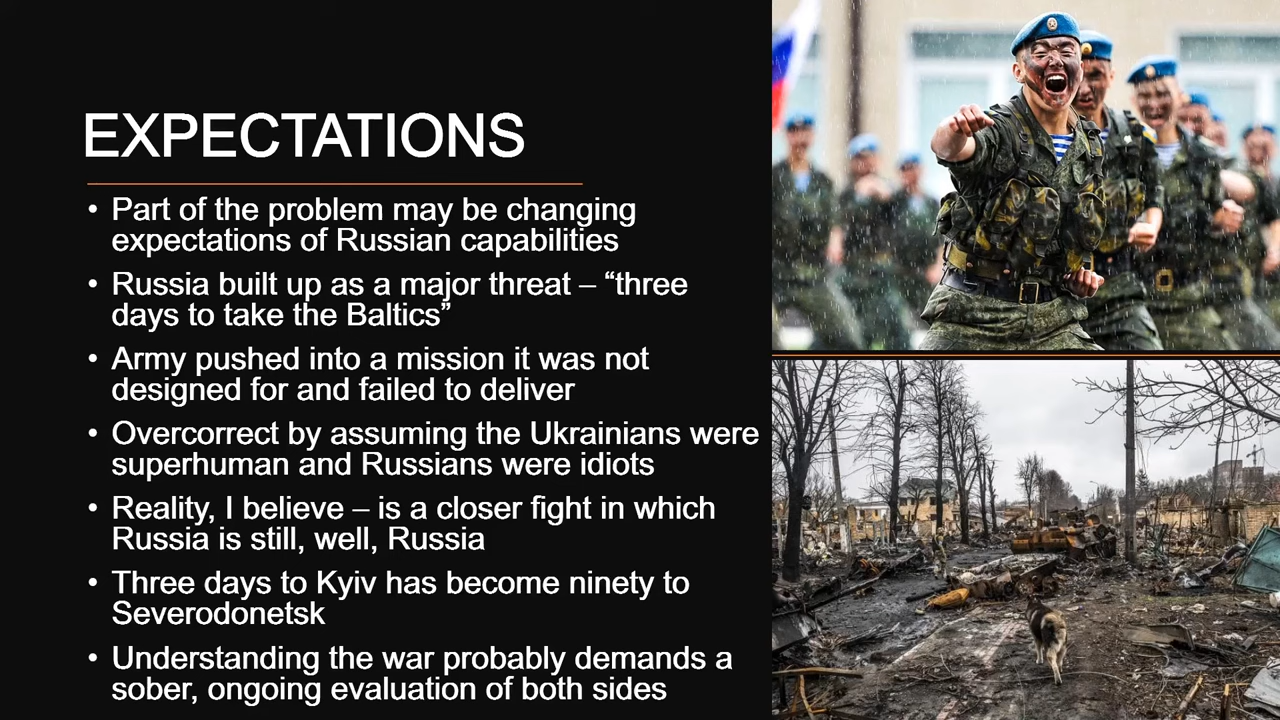 EXPECTATIONS
• Part of the problem may be changing
expectations of Russian capabilities
• Russia built up as a major threat – “three
days to take the Baltics”
• Army pushed into a mission it was not
designed for and failed to deliver
• Overcorrect by assuming the Ukrainians were
superhuman and Russians were idiots
• Reality, I believe – is a closer fight in which
Russia is still, well, Russia
• Three days to Kyiv has become ninety to
Severodonetsk
• Understanding the war probably demands a
sober, ongoing evaluation of both sides